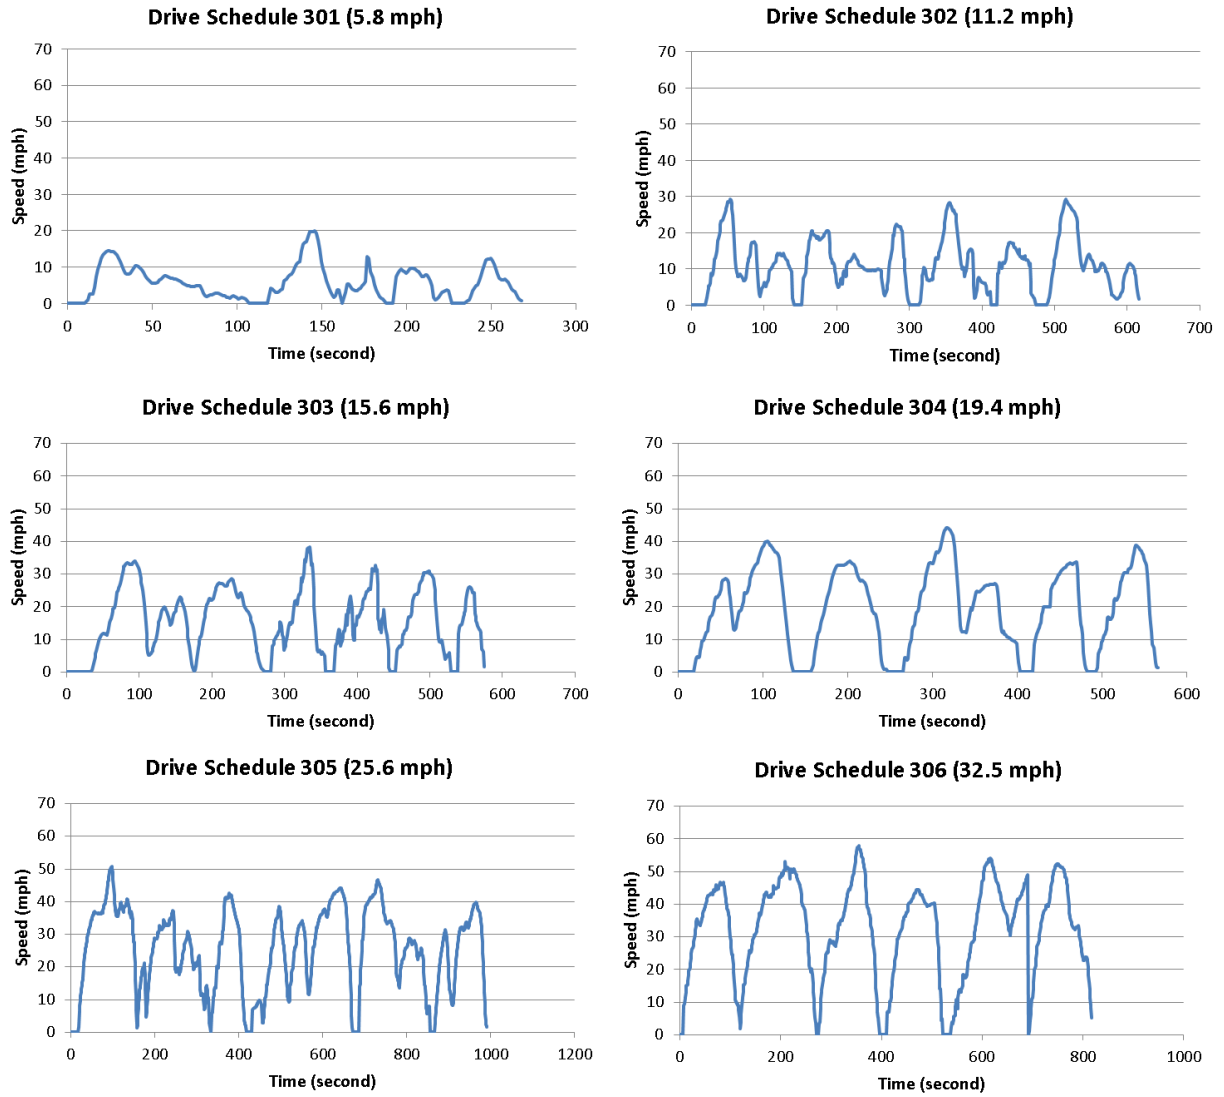 Drive Schedule 301 (5.8 mph)
70
60
50
40
30
20
10
0
Speed (mph)
0 50 100 150 200 250 300
Time (second)
Drive Schedule 302 (11.2 mph)
70
60
50
40
30
20
10
0
Speed (mph)
0 100 200 300 400 500 600 700
Time (second)
Drive Schedule 303 (15.6 mph)
70
60
50
40
30
20
10
0
Speed (mph)
0 100 200 300 400 500 600 700
Time (second)
Drive Schedule 304 (19.4 mph)
70
60
50
40
30
20
10
0
Speed (mph)
0 100 200 300 400 500 600
Time (second)
Drive Schedule 305 (25.6 mph)
70
60
50
40
30
20
10
0
Speed (mph)
0 200 400 600 800 1000 1200
Time (second)
Drive Schedule 306 (32.5 mph)
70
60
50
40
30
20
10
0
Speed (mph)
0 200 400 600 800 1000
Time (second)